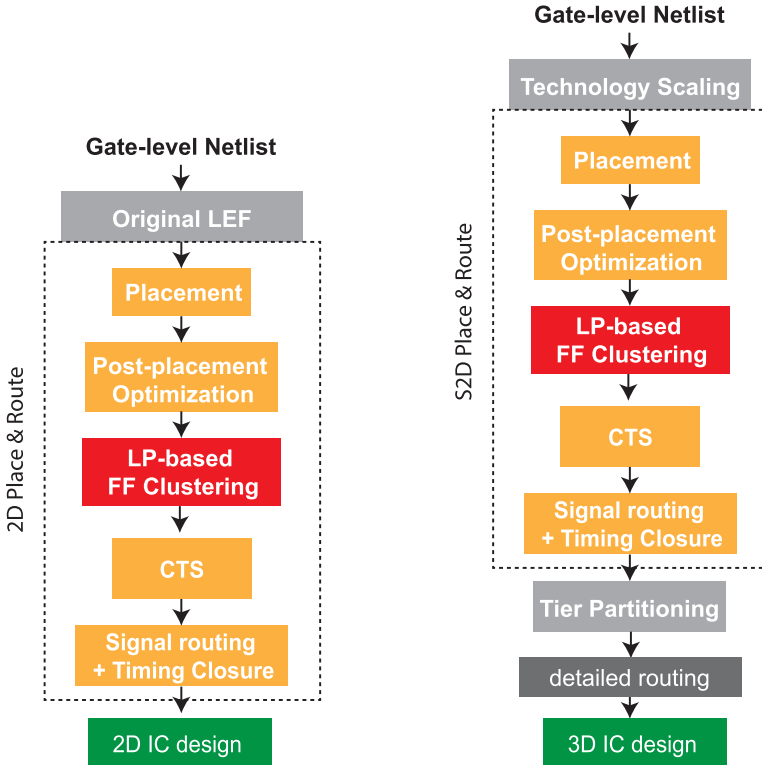 Gate-level Netlist
Original LEF
2D Place & Route
Placement
Post-placement
Optimization
LP-based
FF Clustering
CTS
Signal routing
+ Timing Closure
2D IC design
Gate-level Netlist
Technology Scaling
S2D Place & Route
Placement
Post-placement
Optimization
LP-based
FF Clustering
CTS
Signal routing
+ Timing Closure
Tier Partitioning
detailed routing
3D IC design